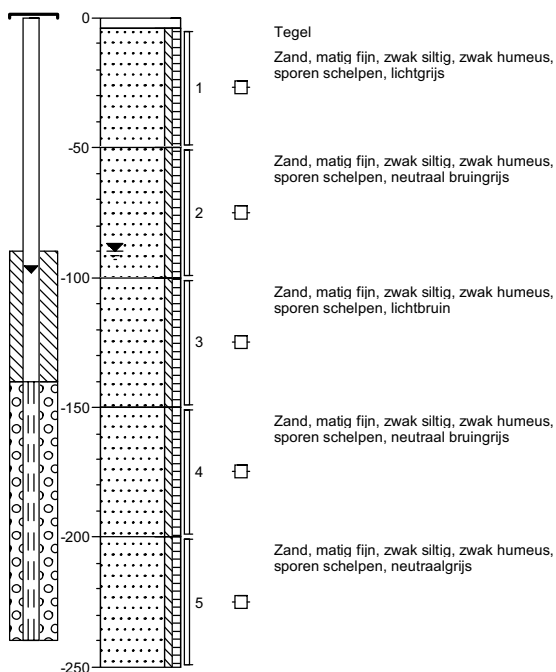 0
Tegel
Zand, matig fijn, zwak siltig, zwak humeus,
sporen schelpen, lichtgrijs
1
-50
Zand, matig fijn, zwak siltig, zwak humeus,
sporen schelpen, neutraal bruingrijs
2
-100
Zand, matig fijn, zwak siltig, zwak humeus,
sporen schelpen, lichtbruin
3
-150
Zand, matig fijn, zwak siltig, zwak humeus,
sporen schelpen, neutraal bruingrijs
4
-200
Zand, matig fijn, zwak siltig, zwak humeus,
sporen schelpen, neutraalgrijs
5
-250